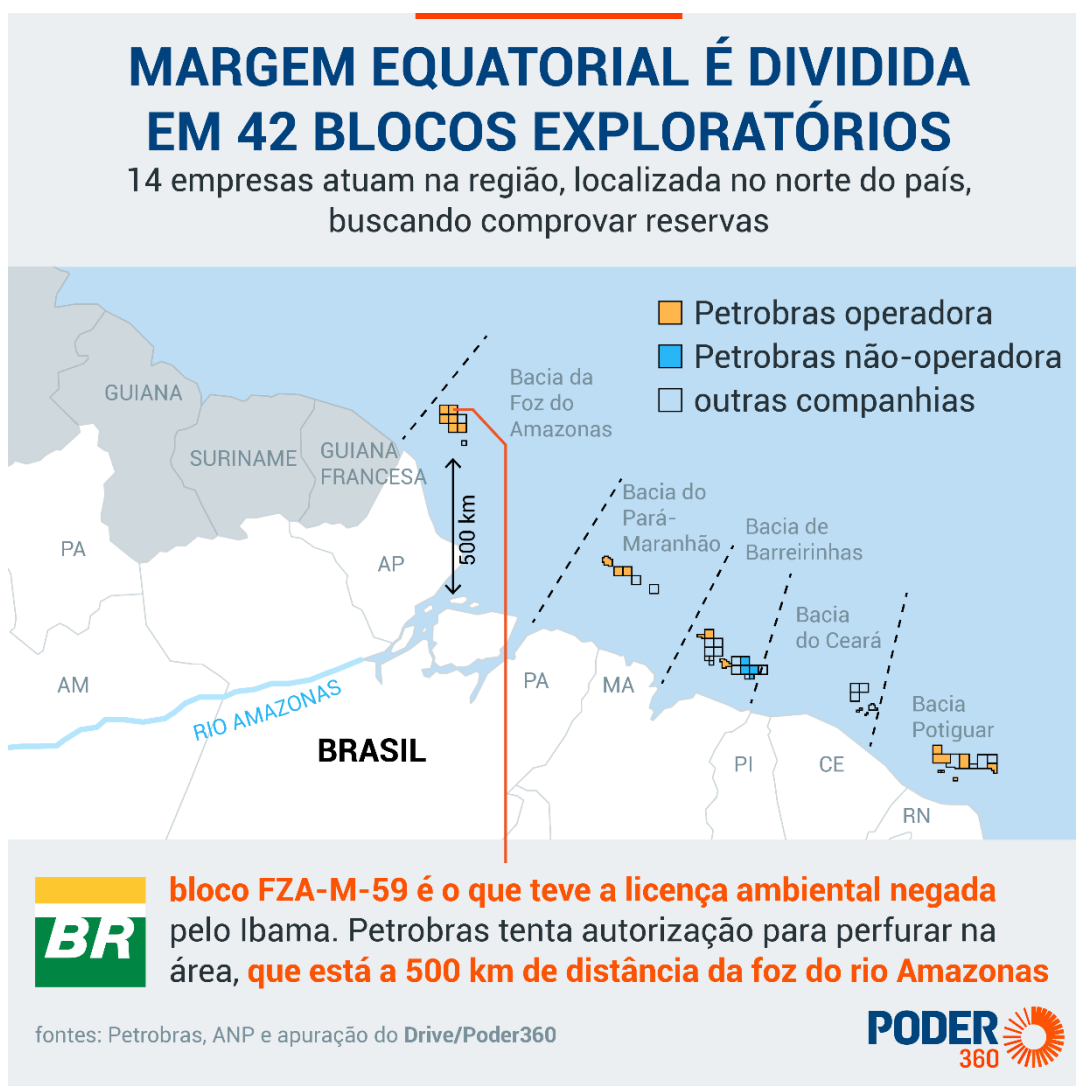 MARGEM EQUATORIAL É DIVIDIDA
EM 42 BLOCOS EXPLORATÓRIOS
14 empresas atuam na região, localizada no norte do país,
buscando comprovar reservas
Petrobras operadora
Petrobras não-operadora
outras companhias
GUIANA
SURINAME
GUIANA
FRANCESA
Bacia da
Foz do
Amazonas
500 km
Bacia do
Pará-
Maranhão
Bacia de
Barreirinhas
Bacia
do Ceará
Bacia
Potiguar
PA
AP
AM
RIO AMAZONAS
BRASIL
PA
MA
PI
CE
RN
BR
bloco FZA-M-59 é o que teve a licença ambiental negada
pelo Ibama. Petrobras tenta autorização para perfurar na
área, que está a 500 km de distância da foz do rio Amazonas
fontes: Petrobras, ANP e apuração do Drive/Poder360
PODER
360